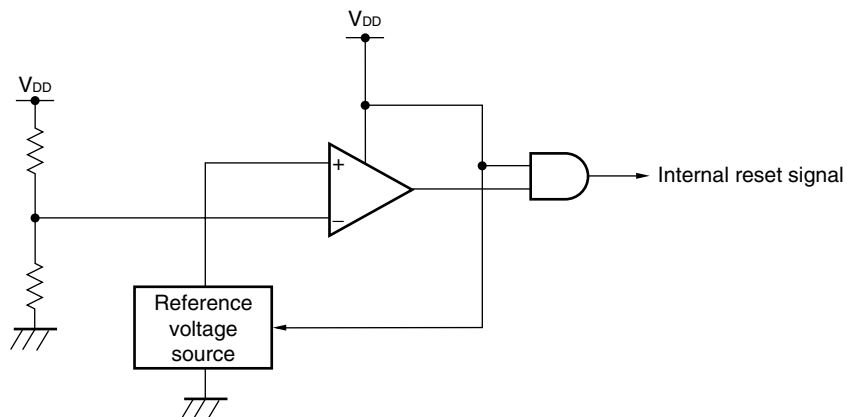 VDD
VDD
+
−
Internal reset signal
Reference
voltage
source